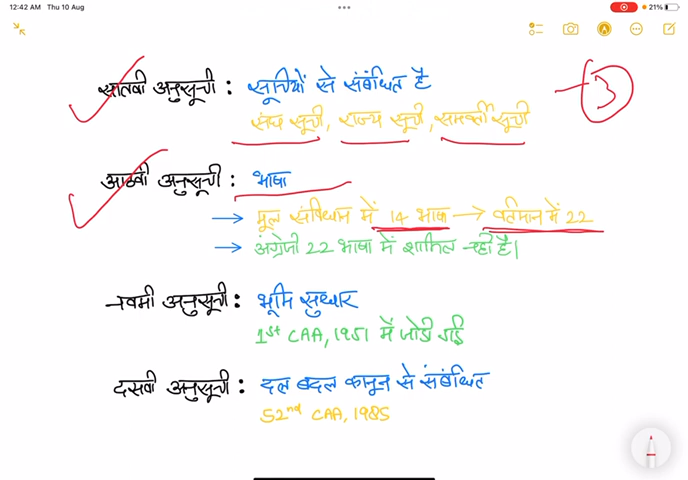 12:42 AM Thu 10 Aug
21%
सातवीं अनुसूची : सूचियों से संबंधित है
3
संघ सूची, राज्य सूची, समवर्ती सूची
आठवीं अनुसूची : भाषा
→ मूल संविधान में 14 भाषा → वर्तमान में 22
→ अंग्रेजी 22 भाषा में शामिल नहीं है।
नवमी अनुसूची : भूमि सुधार
1st CAA, 1951 में जोड़ी गई
दसवीं अनुसूची : दल बदल कानून से संबंधित
52nd CAA, 1985